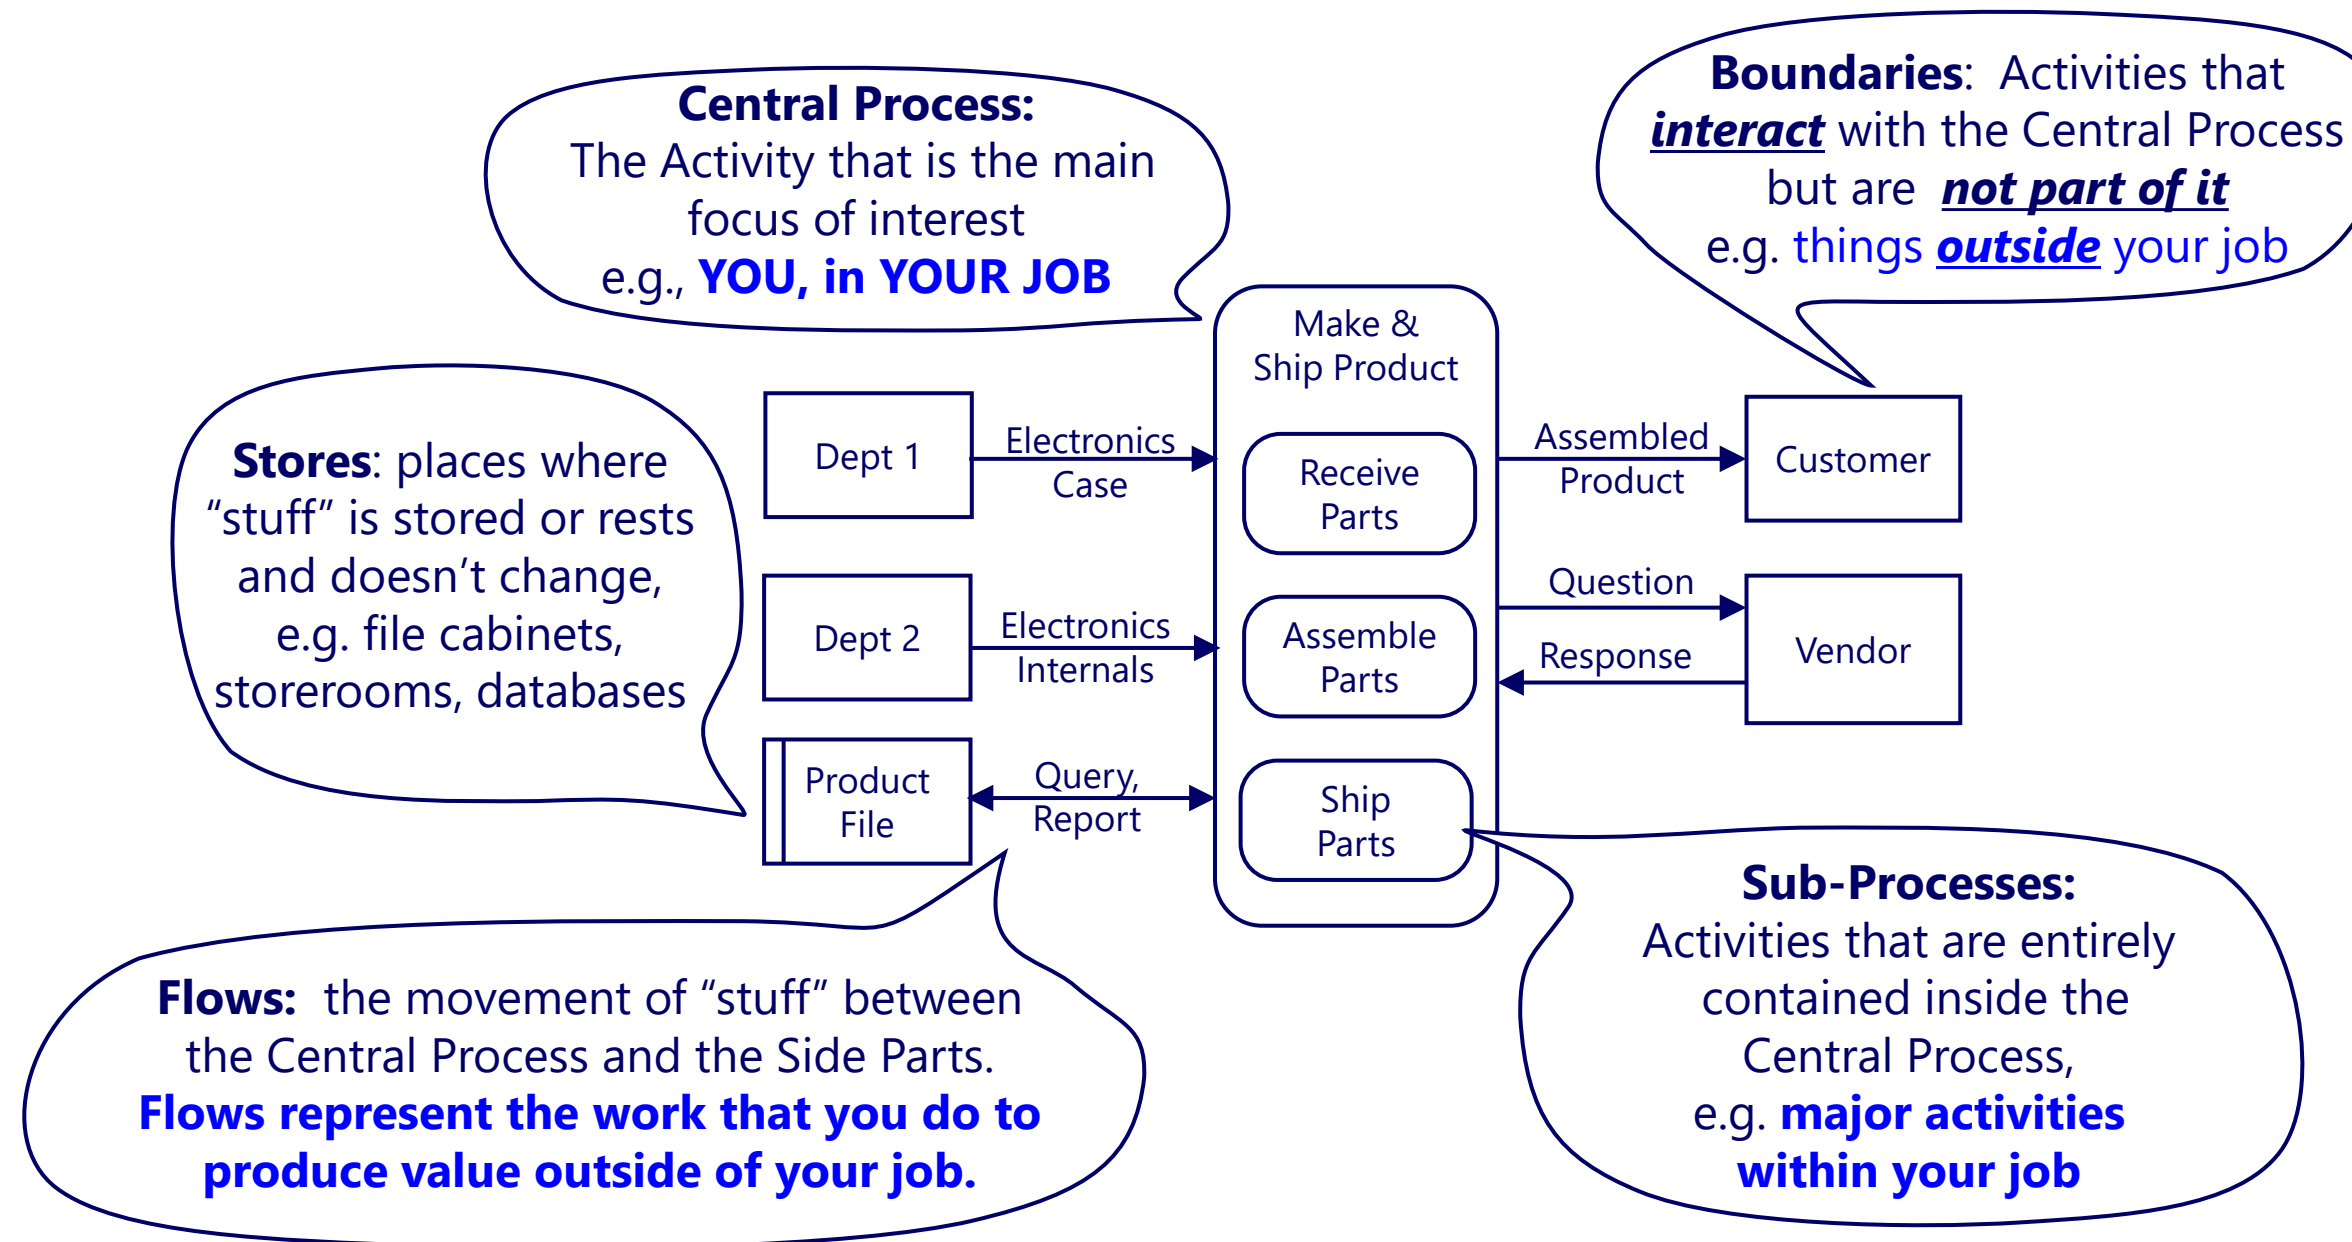 Central Process:
The Activity that is the main
focus of interest
e.g., YOU, in YOUR JOB
Boundaries:  Activities that
interact with the Central Process
but are  not part of it
e.g. things outside your job
Stores: places where
“stuff” is stored or rests
and doesn’t change,
e.g. file cabinets,
storerooms, databases
Dept 1
Electronics
Case
Dept 2
Electronics
Internals
Product
File
Query,
Report
Make &
Ship Product
Receive
Parts
Assemble
Parts
Ship
Parts
Assembled
Product
Customer
Question
Response
Vendor
Flows:  the movement of “stuff” between
the Central Process and the Side Parts.
Flows represent the work that you do to
produce value outside of your job.
Sub-Processes:
Activities that are entirely
contained inside the
Central Process,
e.g. major activities
within your job